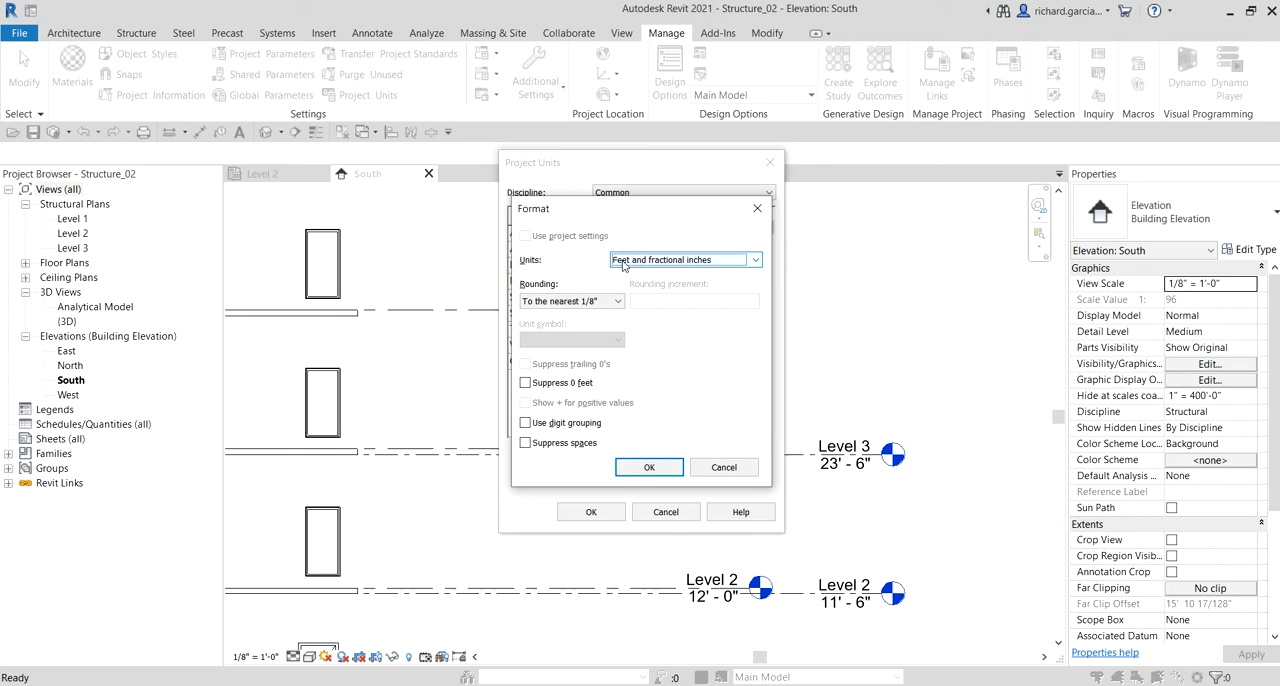 Autodesk Revit 2021 - Structure_02 - Elevation: South
richard.garcia...
File Architecture Structure Steel Precast Systems Insert Annotate Analyze Massing & Site Collaborate View Manage Add-Ins Modify
Modify
Select
Materials
Object Styles
Snaps
Project Information
Project Parameters
Shared Parameters
Global Parameters
Transfer Project Standards
Purge Unused
Project Units
Additional Settings
Settings
Project Location
Design Options
Main Model
Design Options
Create Study
Explore Outcomes
Generative Design
Manage Links
Manage Project
Phases
Phasing
Selection
Inquiry
Macros
Dynamo
Dynamo Player
Visual Programming
Project Browser - Structure_02
Views (all)
Structural Plans
Level 1
Level 2
Level 3
Floor Plans
Ceiling Plans
3D Views
Analytical Model
{3D}
Elevations (Building Elevation)
East
North
South
West
Legends
Schedules/Quantities (all)
Sheets (all)
Families
Groups
Revit Links
Level 2
South
Project Units
Discipline: Common
Format
Use project settings
Units: Feet and fractional inches
Rounding: Rounding increment:
To the nearest 1/8"
Unit symbol:
Suppress trailing 0's
Suppress 0 feet
Show + for positive values
Use digit grouping
Suppress spaces
OK Cancel
OK Cancel Help
Level 3
23' - 6"
Level 2
12' - 0"
Level 2
11' - 6"
1/8" = 1'-0"
Properties
Elevation
Building Elevation
Elevation: South Edit Type
Graphics
View Scale 1/8" = 1'-0"
Scale Value 1: 96
Display Model Normal
Detail Level Medium
Parts Visibility Show Original
Visibility/Graphics... Edit...
Graphic Display O... Edit...
Hide at scales coa... 1" = 400'-0"
Discipline Structural
Show Hidden Lines By Discipline
Color Scheme Loc... Background
Color Scheme <none>
Default Analysis ... None
Reference Label
Sun Path
Extents
Crop View
Crop Region Visib...
Annotation Crop
Far Clipping No clip
Far Clip Offset 15' 10 17/128"
Scope Box None
Associated Datum None
Properties help Apply
Ready
:0
Main Model
:0